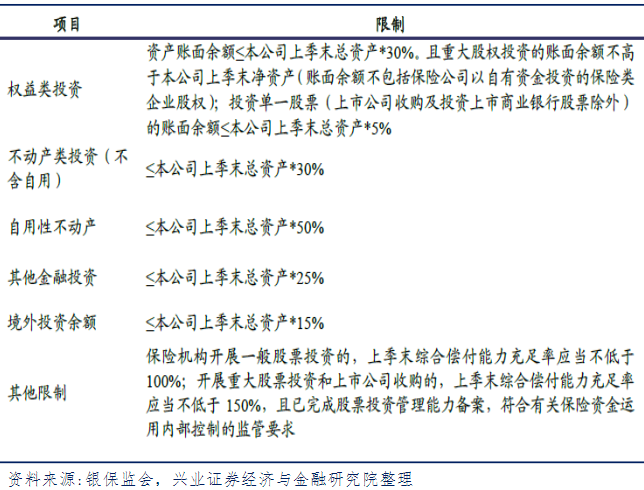 项目 限制
资产账面余额≤本公司上季末总资产*30%。且重大股权投资的账面余额不高
于本公司上季末净资产（账面余额不包括保险公司以自有资金投资的保险类
企业股权）；投资单一股票（上市公司收购及投资上市商业银行股票除外）
的账面余额≤本公司上季末总资产*5%
权益类投资
不动产类投资（不
含自用）
≤本公司上季末总资产*30%
自用性不动产 ≤本公司上季末总资产*50%
其他金融投资 ≤本公司上季末总资产*25%
境外投资余额 ≤本公司上季末总资产*15%
保险机构开展一般股票投资的，上季末综合偿付能力充足率应当不低于
100%；开展重大股票投资和上市公司收购的，上季末综合偿付能力充足率
应当不低于 150%，且已完成股票投资管理能力备案，符合有关保险资金运
用内部控制的监管要求
其他限制
资料来源:银保监会，兴业证券经济与金融研究院整理